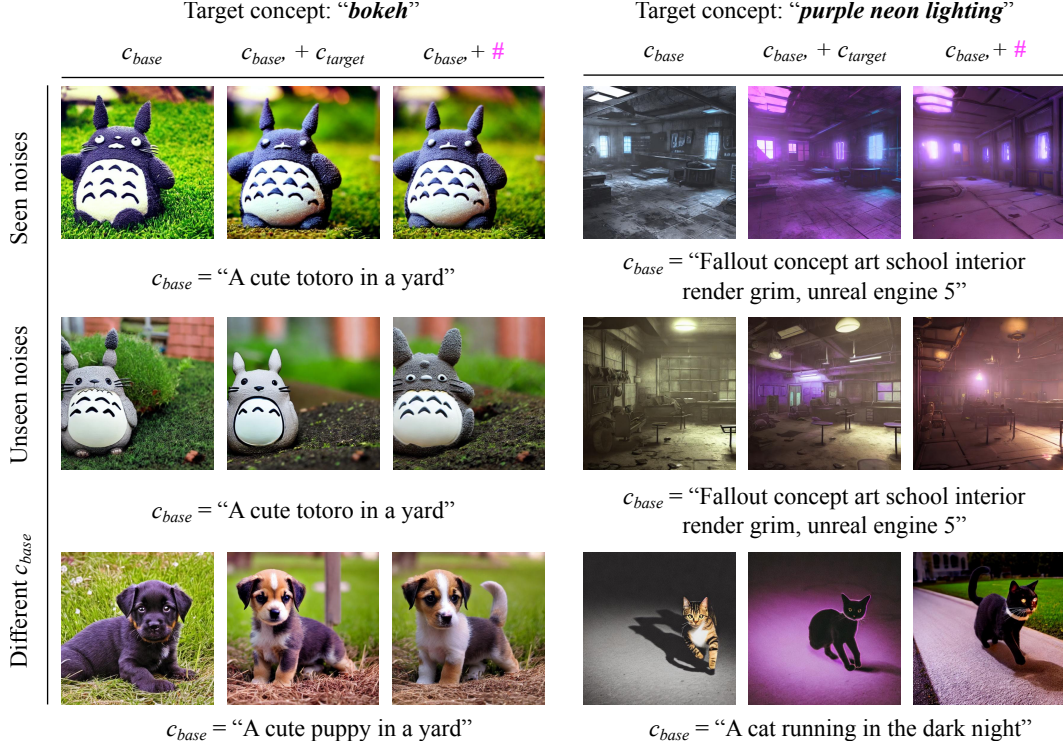 Target concept: “bokeh”
Target concept: “purple neon lighting”
c_base
c_base, + c_target
c_base, + #
c_base
c_base, + c_target
c_base, + #
Seen noises
c_base = “A cute totoro in a yard”
c_base = “Fallout concept art school interior
render grim, unreal engine 5”
Unseen noises
c_base = “A cute totoro in a yard”
c_base = “Fallout concept art school interior
render grim, unreal engine 5”
Different c_base
c_base = “A cute puppy in a yard”
c_base = “A cat running in the dark night”